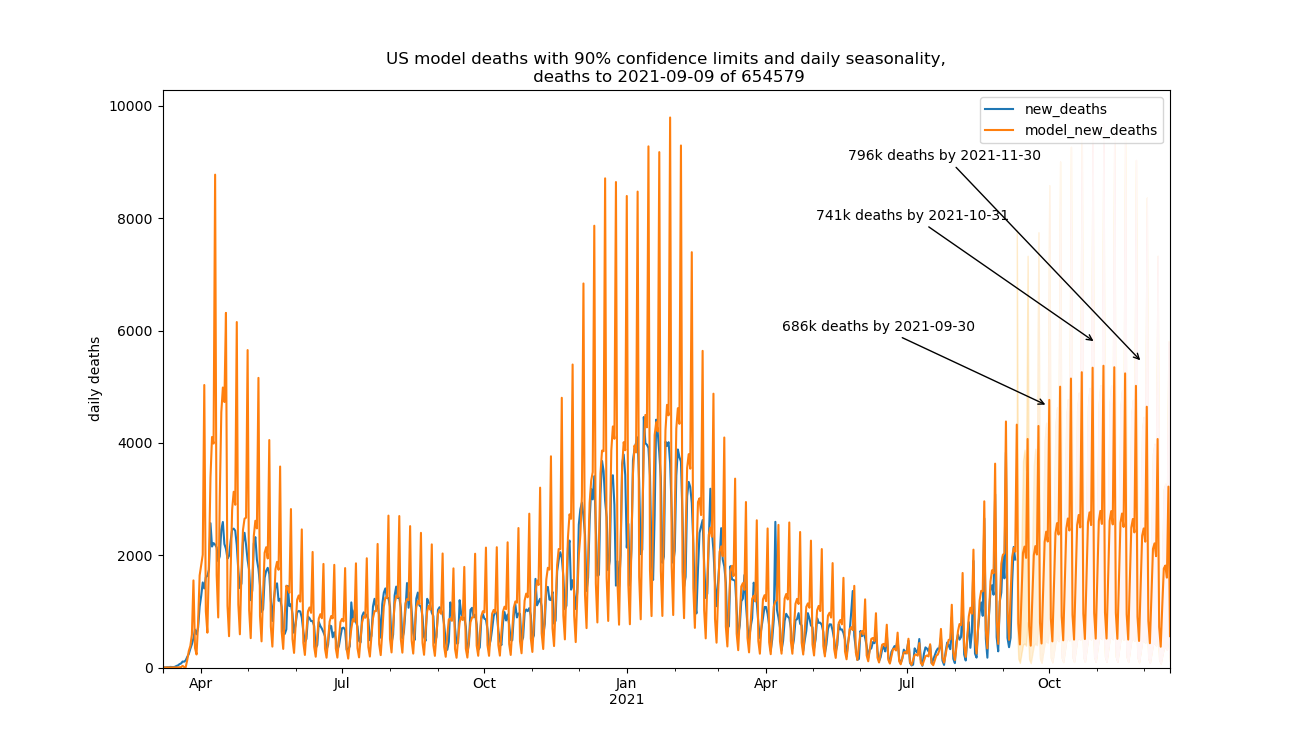 US model deaths with 90% confidence limits and daily seasonality,
deaths to 2021-09-09 of 654579
10000
8000
6000
4000
2000
0
daily deaths
new_deaths
model_new_deaths
796k deaths by 2021-11-30
741k deaths by 2021-10-31
686k deaths by 2021-09-30
Apr
Jul
Oct
Jan
2021
Apr
Jul
Oct